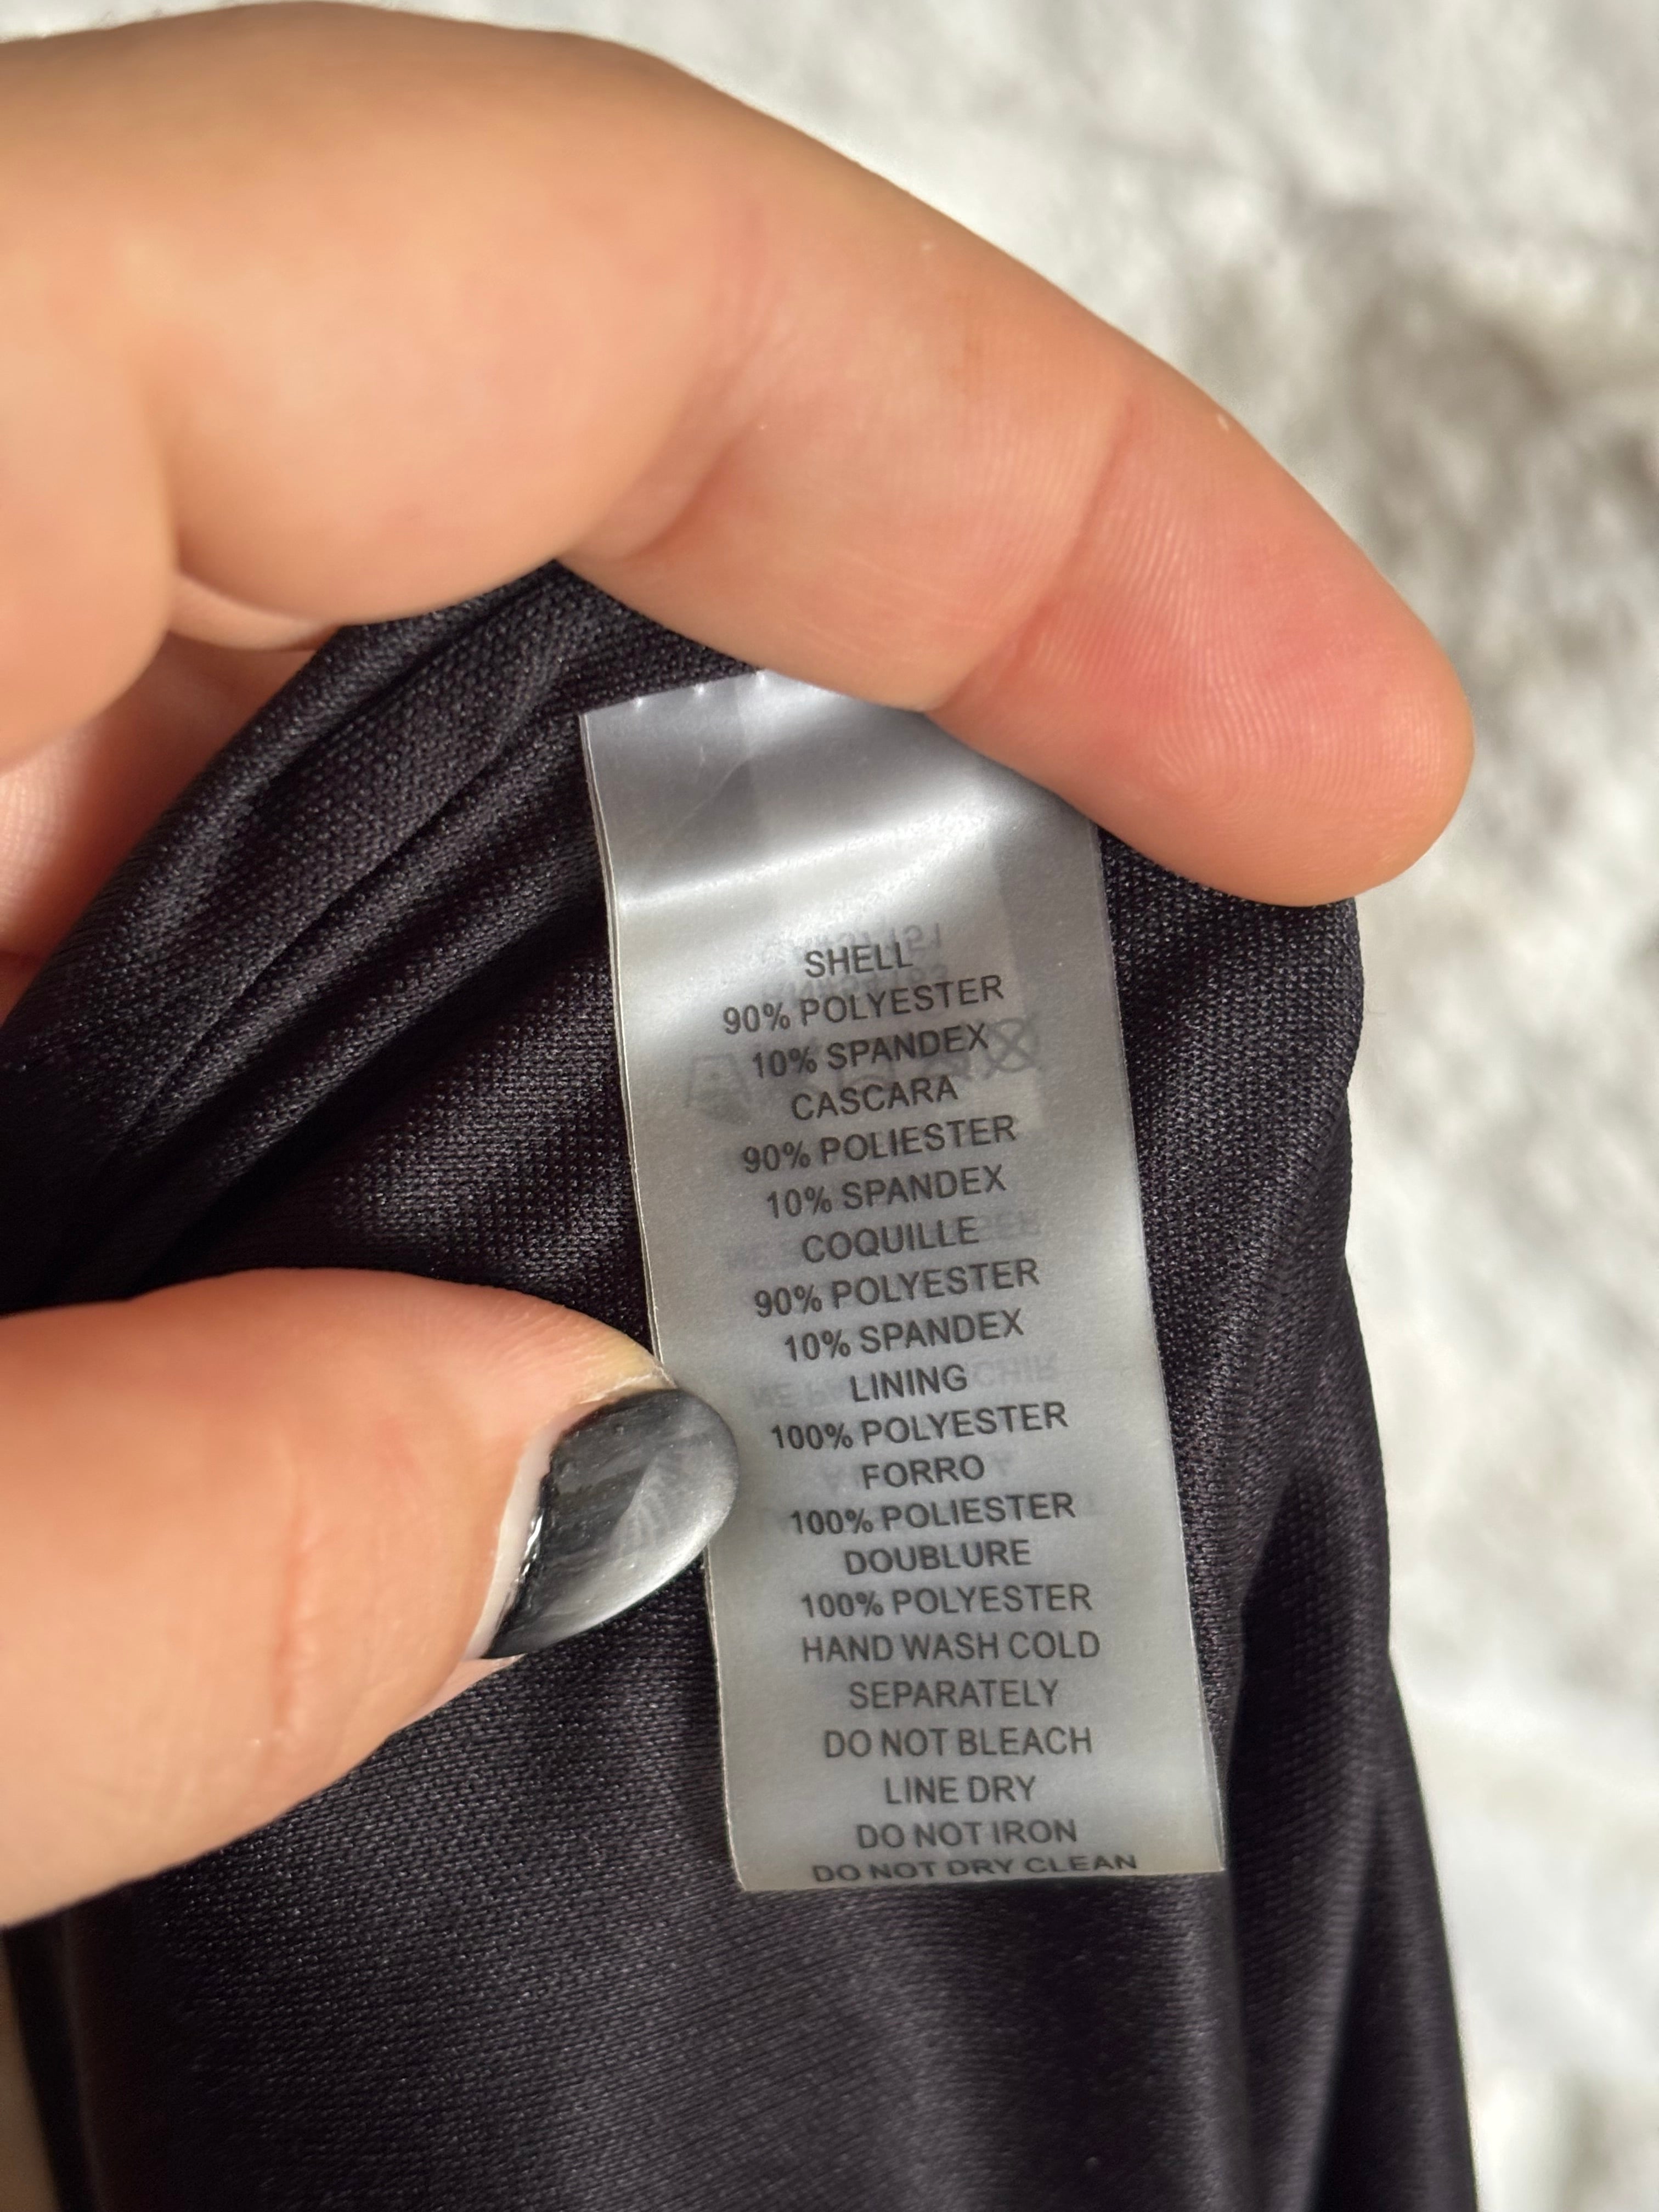 SHELL
90% POLYESTER
10% SPANDEX
CASCARA
90% POLIESTER
10% SPANDEX
COQUILLE
90% POLYESTER
10% SPANDEX
LINING
100% POLYESTER
FORRO
100% POLIESTER
DOUBLURE
100% POLYESTER
HAND WASH COLD
SEPARATELY
DO NOT BLEACH
LINE DRY
DO NOT IRON
DO NOT DRY CLEAN